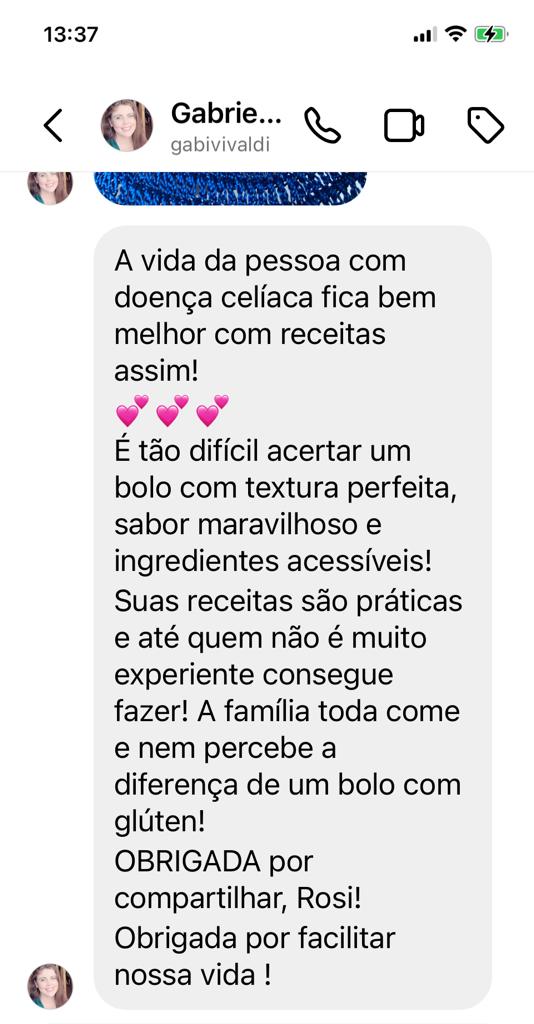 13:37
Gabrie...
gabivivaldi
A vida da pessoa com
doença celíaca fica bem
melhor com receitas
assim!
💕💕💕
É tão difícil acertar um
bolo com textura perfeita,
sabor maravilhoso e
ingredientes acessíveis!
Suas receitas são práticas
e até quem não é muito
experiente consegue
fazer! A família toda come
e nem percebe a
diferença de um bolo com
glúten!
OBRIGADA por
compartilhar, Rosi!
Obrigada por facilitar
nossa vida !